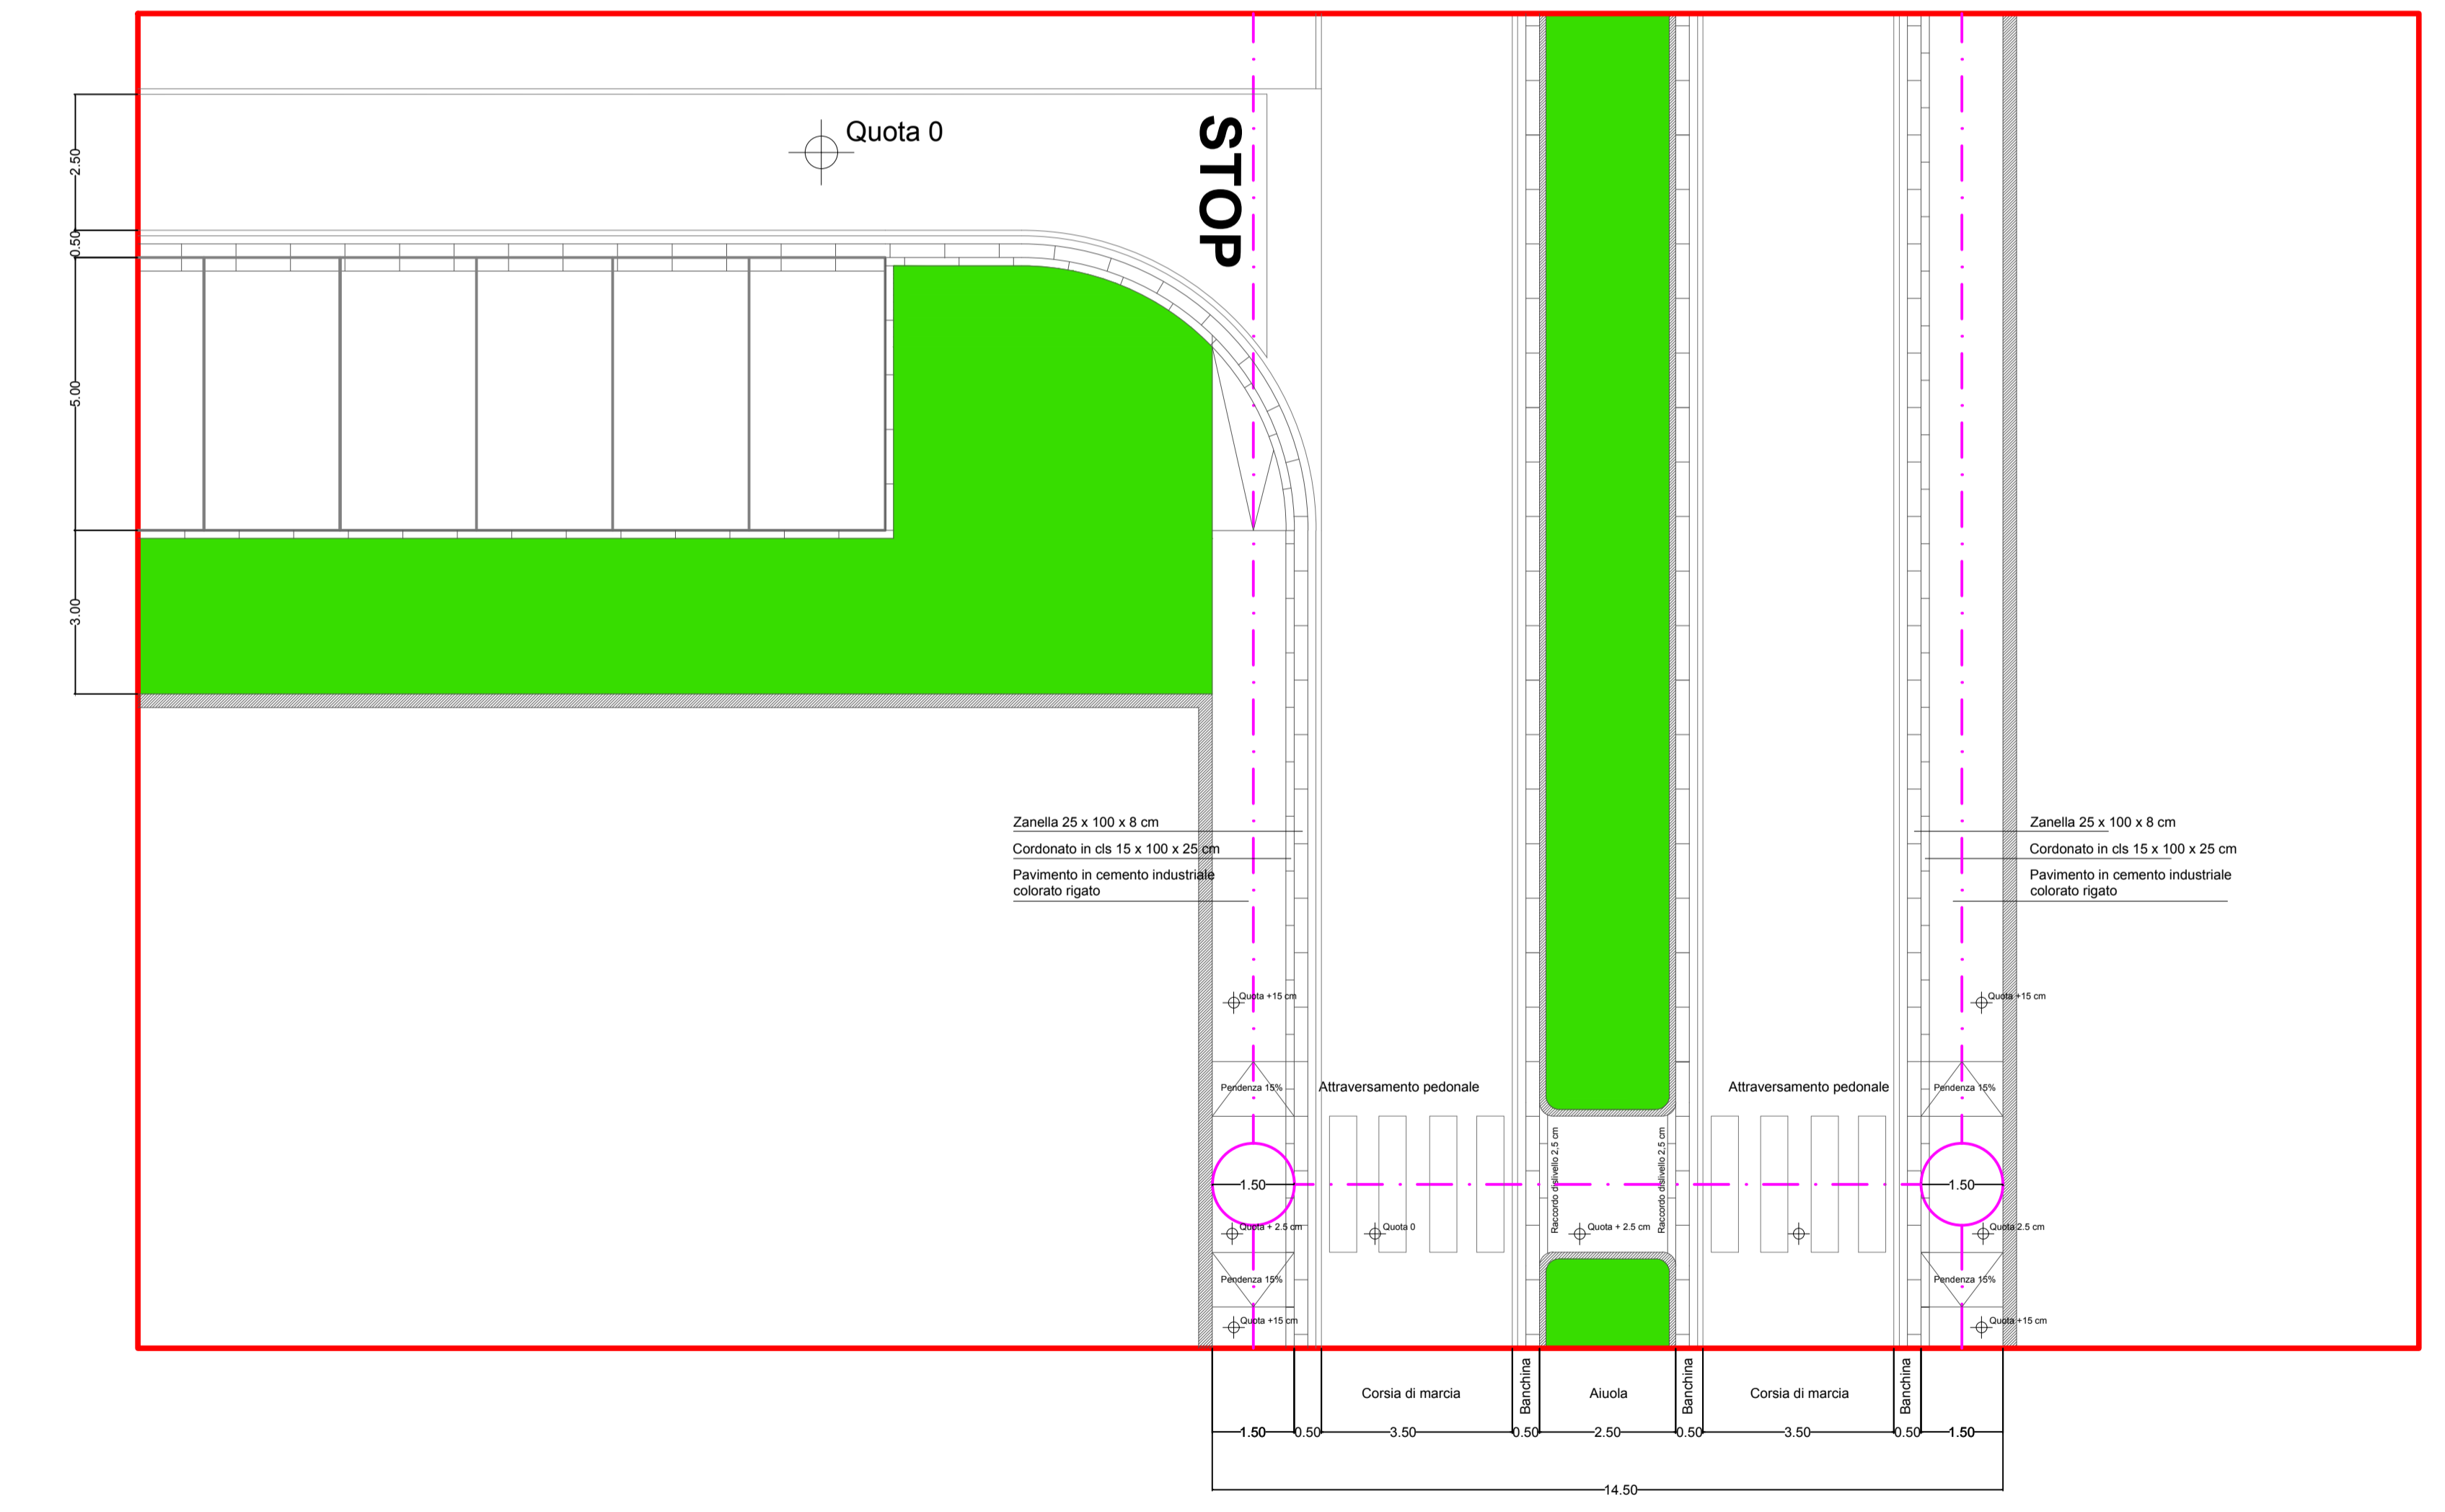 Quota 0
STOP
2.50
0.50
5.00
3.00
Zanella 25 x 100 x 8 cm
Cordonato in cls 15 x 100 x 25 cm
Pavimento in cemento industriale
colorato rigato
Zanella 25 x 100 x 8 cm
Cordonato in cls 15 x 100 x 25 cm
Pavimento in cemento industriale
colorato rigato
Quota +15 cm
Quota +15 cm
Pendenza 15%
Attraversamento pedonale
Attraversamento pedonale
Pendenza 15%
Raccordo dislivello 2,5 cm
Raccordo dislivello 2,5 cm
1.50
1.50
Quota + 2.5 cm
Quota 0
Quota + 2.5 cm
Quota 2.5 cm
Pendenza 15%
Pendenza 15%
Quota +15 cm
Quota +15 cm
Corsia di marcia
Banchina
Aiuola
Banchina
Corsia di marcia
Banchina
1.50
0.50
3.50
0.50
2.50
0.50
3.50
0.50
1.50
14.50